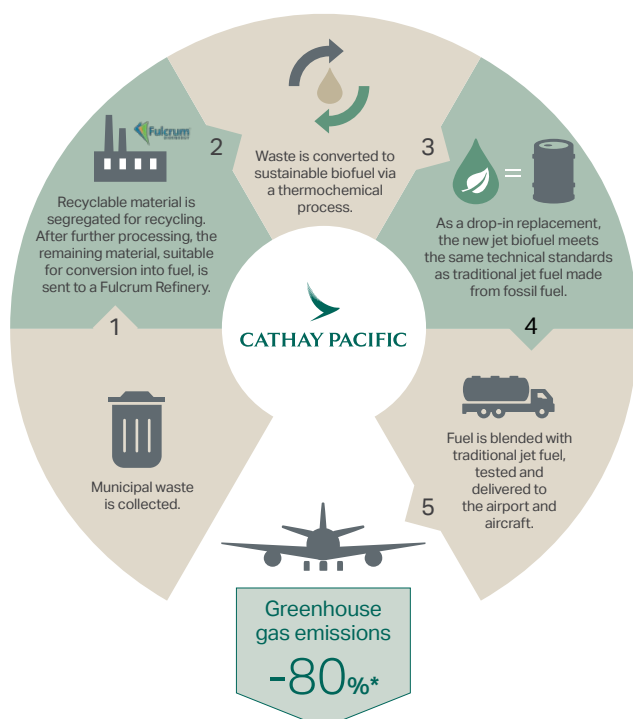 Fulcrum
BIOENERGY
2
Waste is converted to
sustainable biofuel via
a thermochemical
process.
3
=
Recyclable material is
segregated for recycling.
After further processing, the
remaining material, suitable
for conversion into fuel, is
sent to a Fulcrum Refinery.
As a drop-in replacement,
the new jet biofuel meets
the same technical standards
as traditional jet fuel made
from fossil fuel.
1
CATHAY PACIFIC
4
Municipal waste
is collected.
Fuel is blended with
traditional jet fuel,
tested and
delivered to
the airport and
aircraft.
5
Greenhouse
gas emissions
-80%*